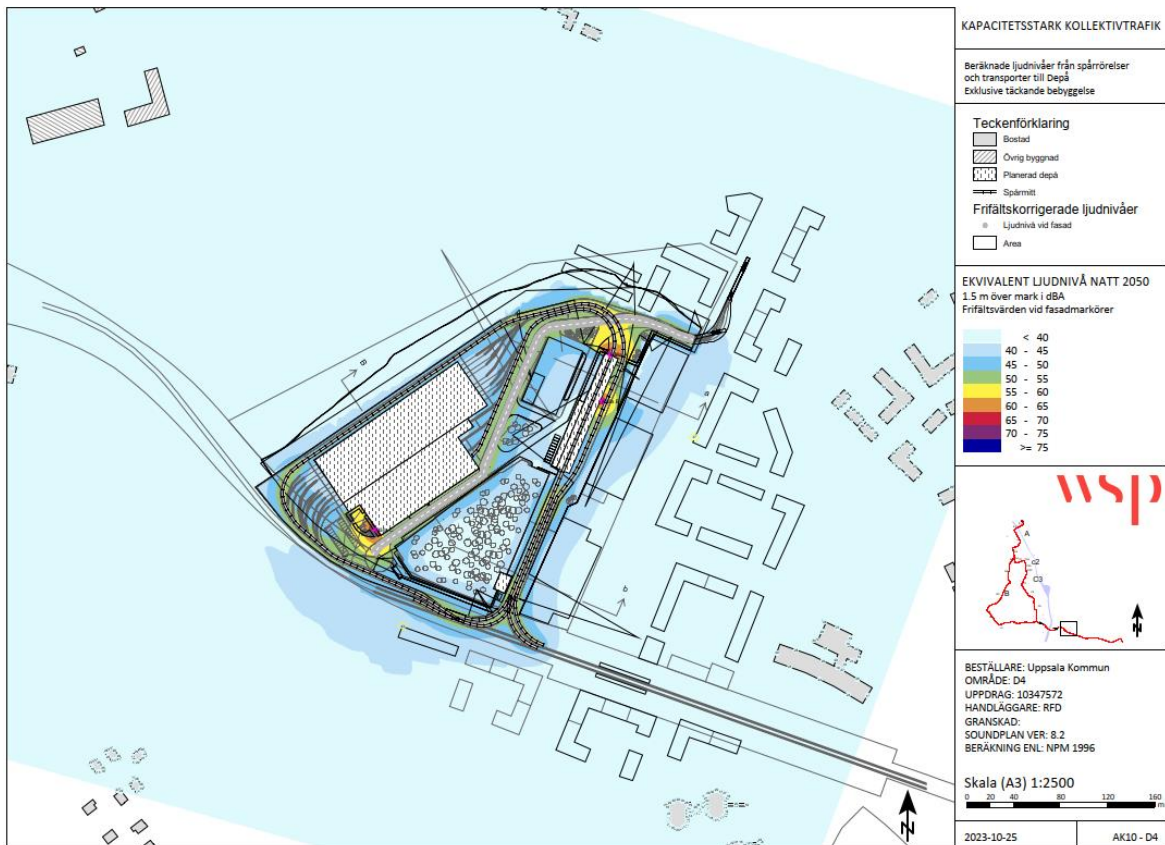 KAPACITETSSTARK KOLLEKTIVTRAFIK
Beräknade ljudnivåer från spårrörelser
och transporter till Depå
Exklusive täckande bebyggelse
Teckenförklaring
Bostad
Övrig byggnad
Planerad depå
Spårmitt
Frifältskorrigerade ljudnivåer
Ljudnivå vid fasad
Area
EKVIVALENT LJUDNIVÅ NATT 2050
1.5 m över mark i dBA
Frifältsvärden vid fasadmarkörer
< 40
40 - 45
45 - 50
50 - 55
55 - 60
60 - 65
65 - 70
70 - 75
>= 75
wsp
A
c2
C3
B
N
BESTÄLLARE: Uppsala Kommun
OMRÅDE: D4
UPPDRAG: 10347572
HANDLÄGGARE: RFD
GRANSKAD:
SOUNDPLAN VER: 8.2
BERÄKNING ENL: NPM 1996
Skala (A3) 1:2500
0 20 40 80 120 160
m
2023-10-25 AK10 - D4
a
a
b
N